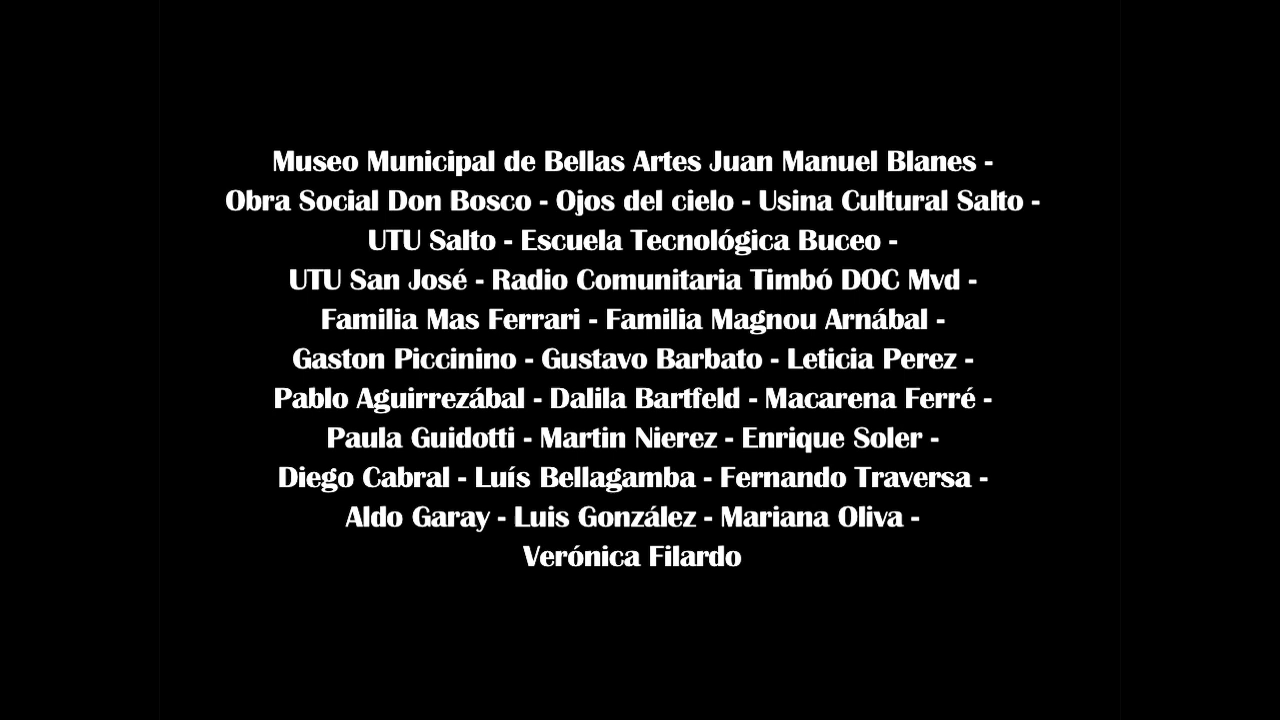 Museo Municipal de Bellas Artes Juan Manuel Blanes -
Obra Social Don Bosco - Ojos del cielo - Usina Cultural Salto -
UTU Salto - Escuela Tecnológica Buceo -
UTU San José - Radio Comunitaria Timbó DOC Mvd -
Familia Mas Ferrari - Familia Magnou Arnábal -
Gaston Piccinino - Gustavo Barbato - Leticia Perez -
Pablo Aguirrezábal - Dalila Bartfeld - Macarena Ferré -
Paula Guidotti - Martin Nierez - Enrique Soler -
Diego Cabral - Luís Bellagamba - Fernando Traversa -
Aldo Garay - Luis González - Mariana Oliva -
Verónica Filardo